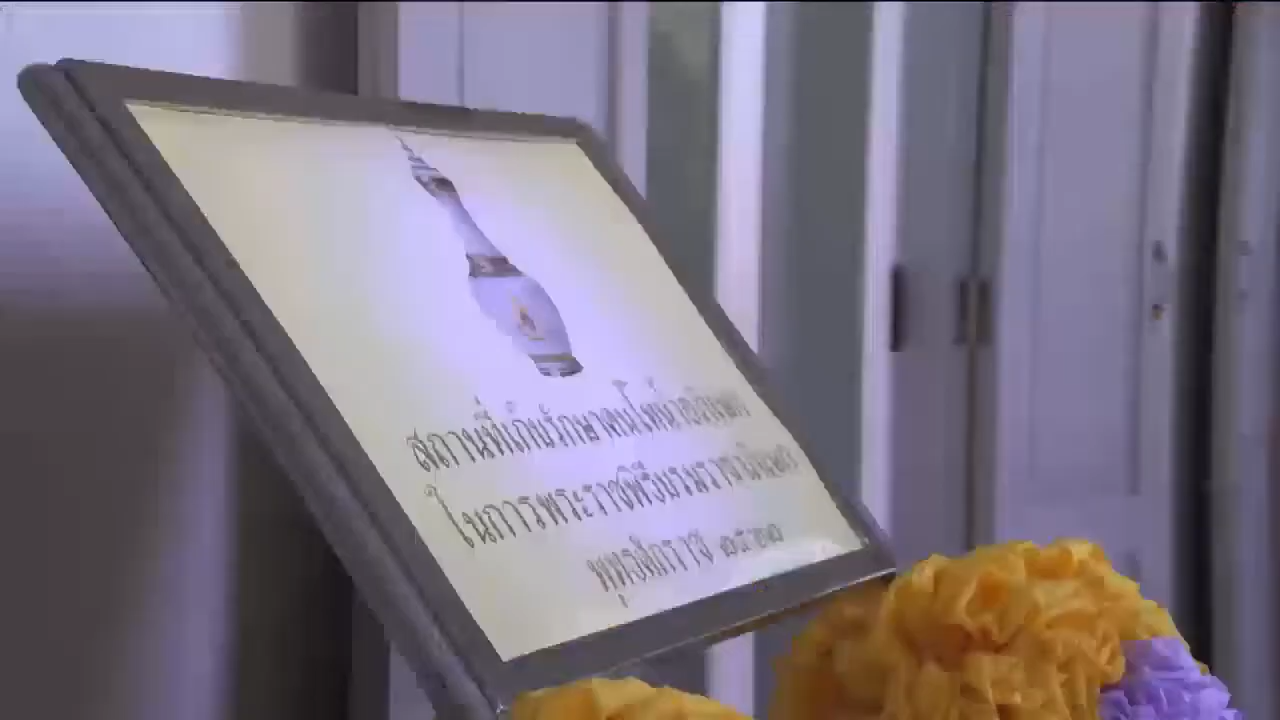 สถานที่เก็บรักษาคนโทน้ำอภิเษก
ในการพระราชพิธีบรมราชาภิเษก
พุทธศักราช ๒๕๖๒